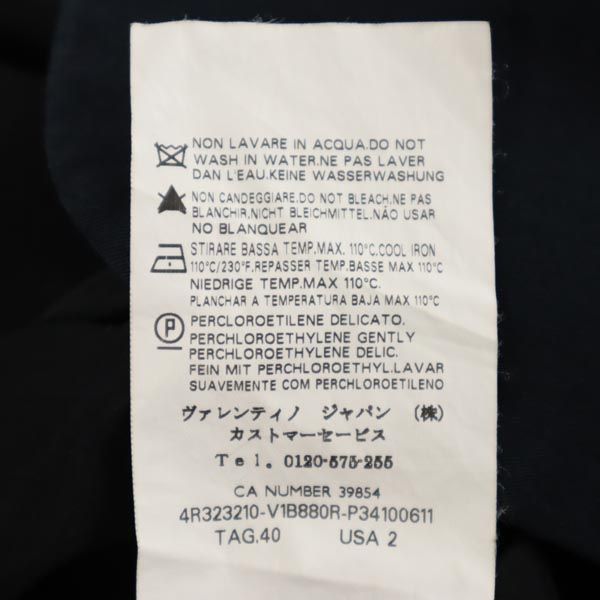 NON LAVARE IN ACQUA.DO NOT
WASH IN WATER.NE PAS LAVER
DAN L'EAU.KEINE WASSERWASHUNG
NON CANDEGGIARE.DO NOT BLEACH.NE PAS
BLANCHIR.NICHT BLEICHMITTEL.NÃO USAR
NO BLANQUEAR
STIRARE BASSA TEMP.MAX. 110°C.COOL IRON
110°C/230°F.REPASSER TEMP.BASSE MAX 110°C
NIEDRIGE TEMP.MAX 110°C
PLANCHAR A TEMPERATURA BAJA MAX 110°C
P
PERCLOROETILENE DELICATO.
PERCHLOROETHYLENE GENTLY
PERCHLOROETHYLENE DELIC.
FEIN MIT PERCHLORAETHYL.LAVAR
SUAVEMENTE COM PERCHLOROETILENO
ヴァレンティノ ジャパン (株)
カストマーサービス
Tel. 0120-575-255
CA NUMBER 39854
4R323210-V1B880R-P34100611
TAG.40 USA 2